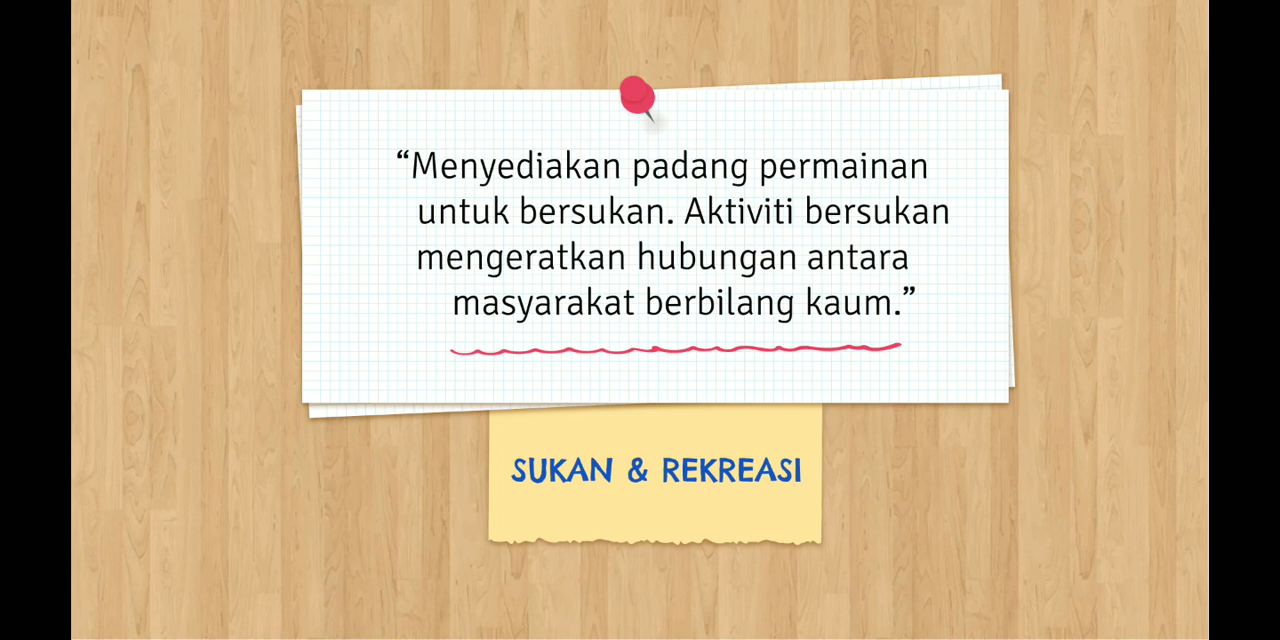 “Menyediakan padang permainan
untuk bersukan. Aktiviti bersukan
mengeratkan hubungan antara
masyarakat berbilang kaum.”
SUKAN & REKREASI